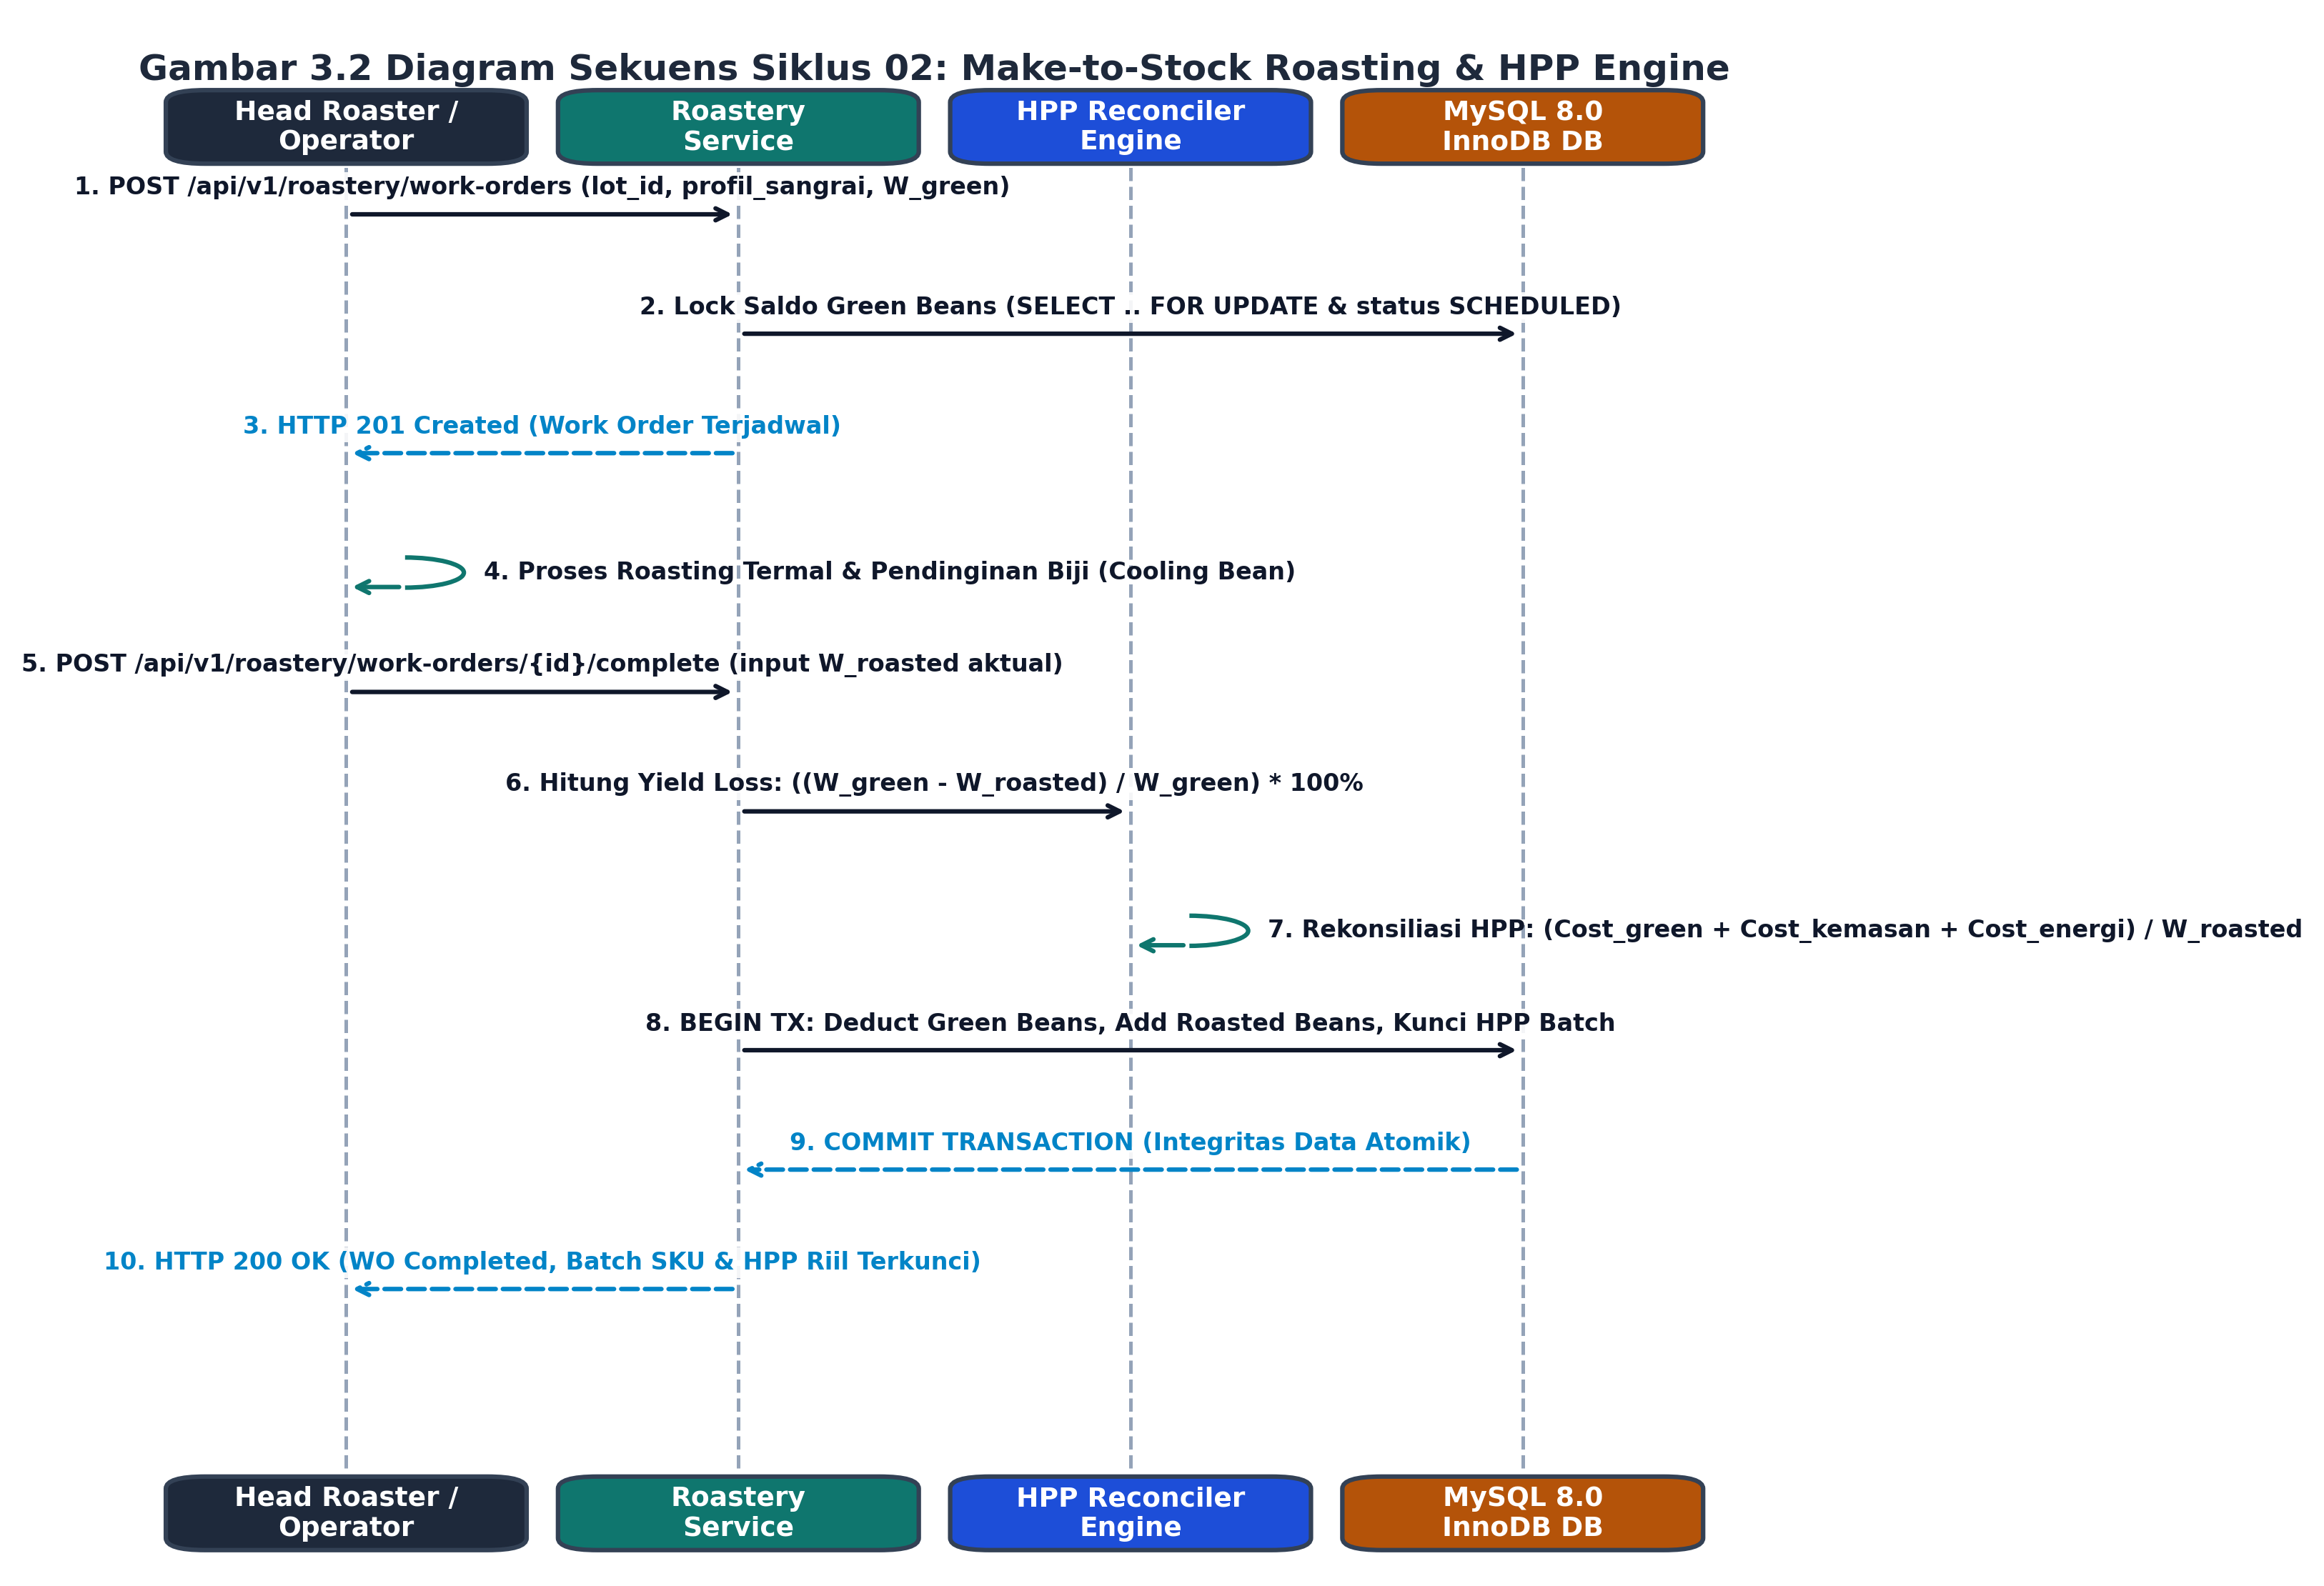 Gambar 3.2 Diagram Sekuens Siklus 02: Make-to-Stock Roasting & HPP Engine
Head Roaster /
Operator
Roastery
Service
HPP Reconciler
Engine
MySQL 8.0
InnoDB DB
1. POST /api/v1/roastery/work-orders (lot_id, profil_sangrai, W_green)
2. Lock Saldo Green Beans (SELECT .. FOR UPDATE & status SCHEDULED)
3. HTTP 201 Created (Work Order Terjadwal)
4. Proses Roasting Termal & Pendinginan Biji (Cooling Bean)
5. POST /api/v1/roastery/work-orders/{id}/complete (input W_roasted aktual)
6. Hitung Yield Loss: ((W_green - W_roasted) / W_green) * 100%
7. Rekonsiliasi HPP: (Cost_green + Cost_kemasan + Cost_energi) / W_roasted
8. BEGIN TX: Deduct Green Beans, Add Roasted Beans, Kunci HPP Batch
9. COMMIT TRANSACTION (Integritas Data Atomik)
10. HTTP 200 OK (WO Completed, Batch SKU & HPP Riil Terkunci)
Head Roaster /
Operator
Roastery
Service
HPP Reconciler
Engine
MySQL 8.0
InnoDB DB